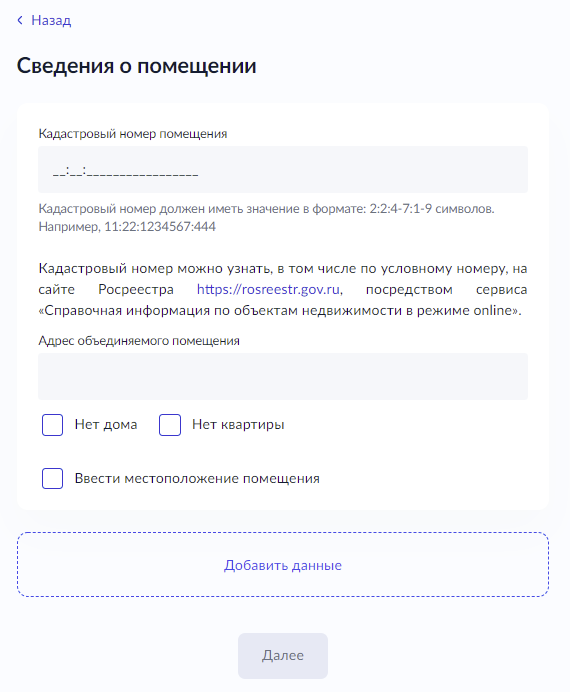 Назад
Сведения о помещении
Кадастровый номер помещения
__:__:_________________
Кадастровый номер должен иметь значение в формате: 2:2:4-7:1-9 символов.
Например, 11:22:1234567:444
Кадастровый номер можно узнать, в том числе по условному номеру, на
сайте Росреестра https://rosreestr.gov.ru, посредством сервиса
«Справочная информация по объектам недвижимости в режиме online».
Адрес объединяемого помещения
Нет дома Нет квартиры
Ввести местоположение помещения
Добавить данные
Далее